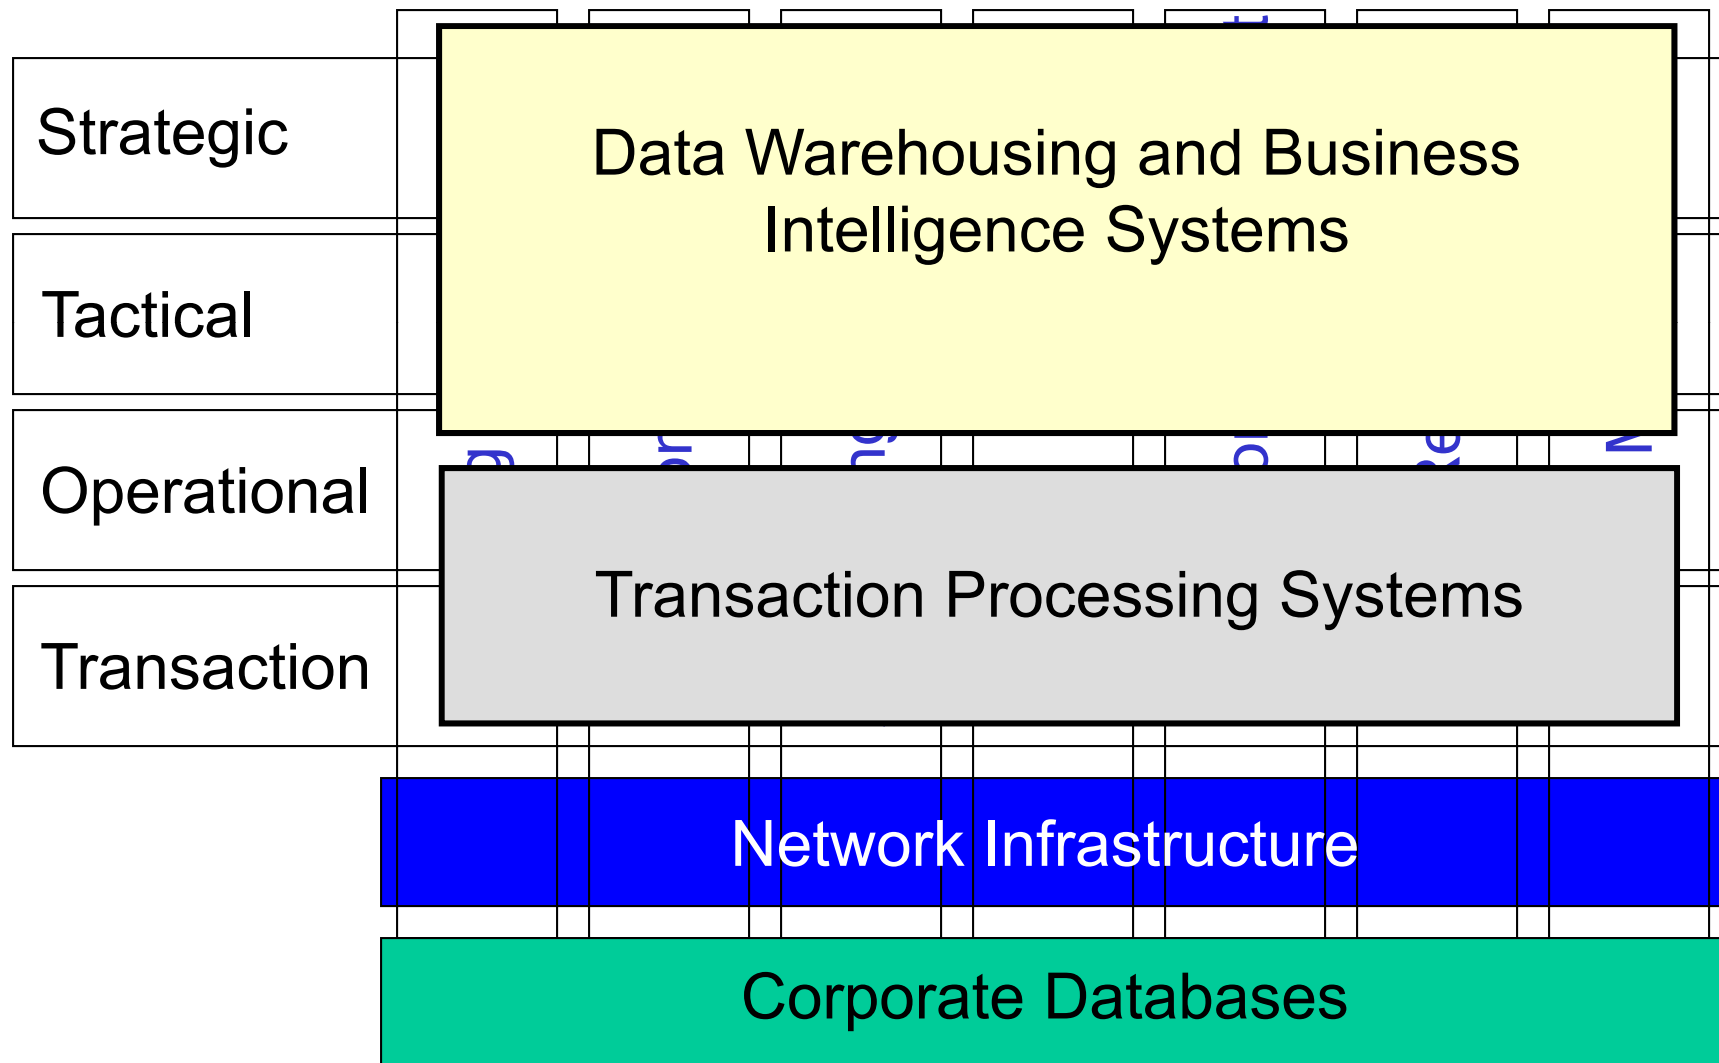 Strategic
Data Warehousing and Business
Intelligence Systems
Tactical
Operational
Transaction Processing Systems
Transaction
Network Infrastructure
Corporate Databases